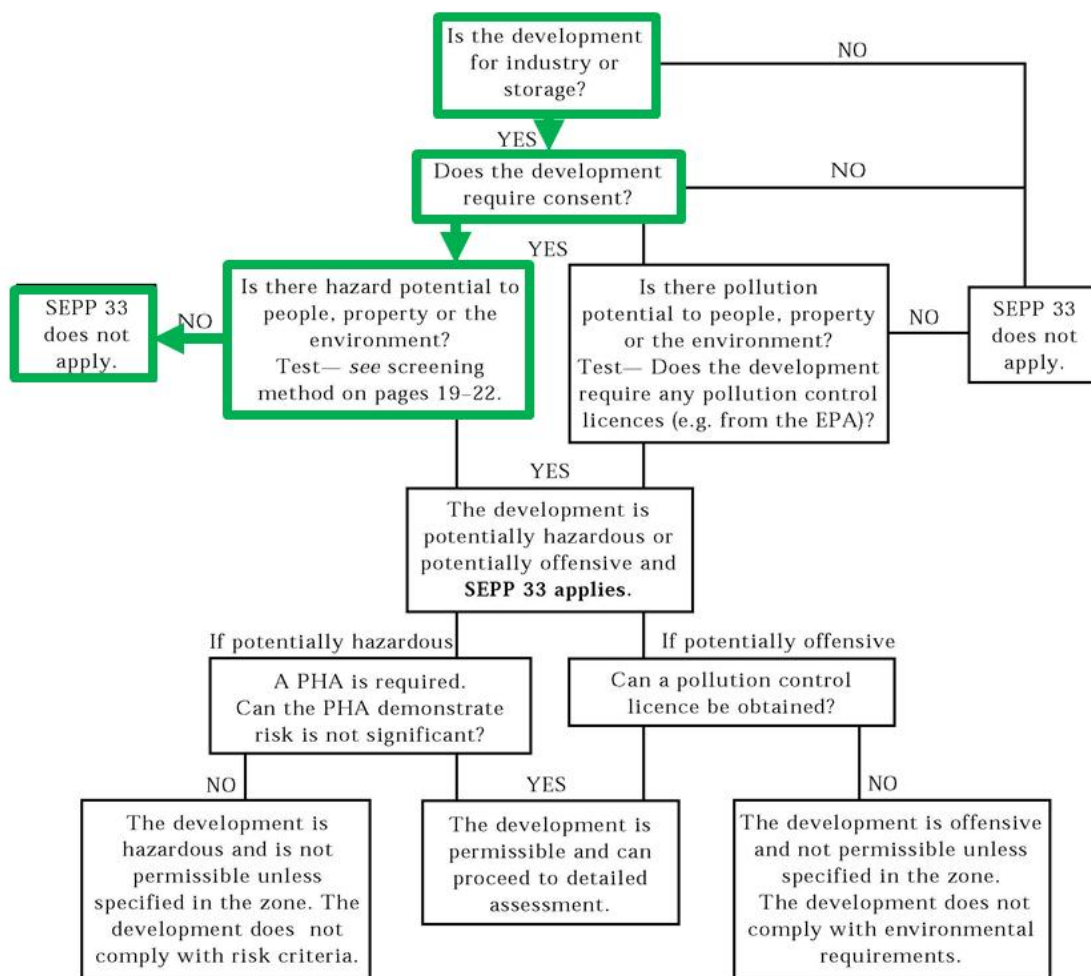 Is the development
for industry or
storage?
NO
YES
Does the development
require consent?
NO
YES
SEPP 33
does not
apply.
NO
Is there hazard potential to
people, property or the
environment?
Test— see screening
method on pages 19–22.
Is there pollution
potential to people, property
or the environment?
Test— Does the development
require any pollution control
licences (e.g. from the EPA)?
NO
SEPP 33
does not
apply.
YES
The development is
potentially hazardous or
potentially offensive and
SEPP 33 applies.
If potentially hazardous
If potentially offensive
A PHA is required.
Can the PHA demonstrate
risk is not significant?
Can a pollution control
licence be obtained?
NO
YES
NO
The development is
hazardous and is not
permissible unless
specified in the zone. The
development does not
comply with risk criteria.
The development is
permissible and can
proceed to detailed
assessment.
The development is offensive
and not permissible unless
specified in the zone.
The development does not
comply with environmental
requirements.